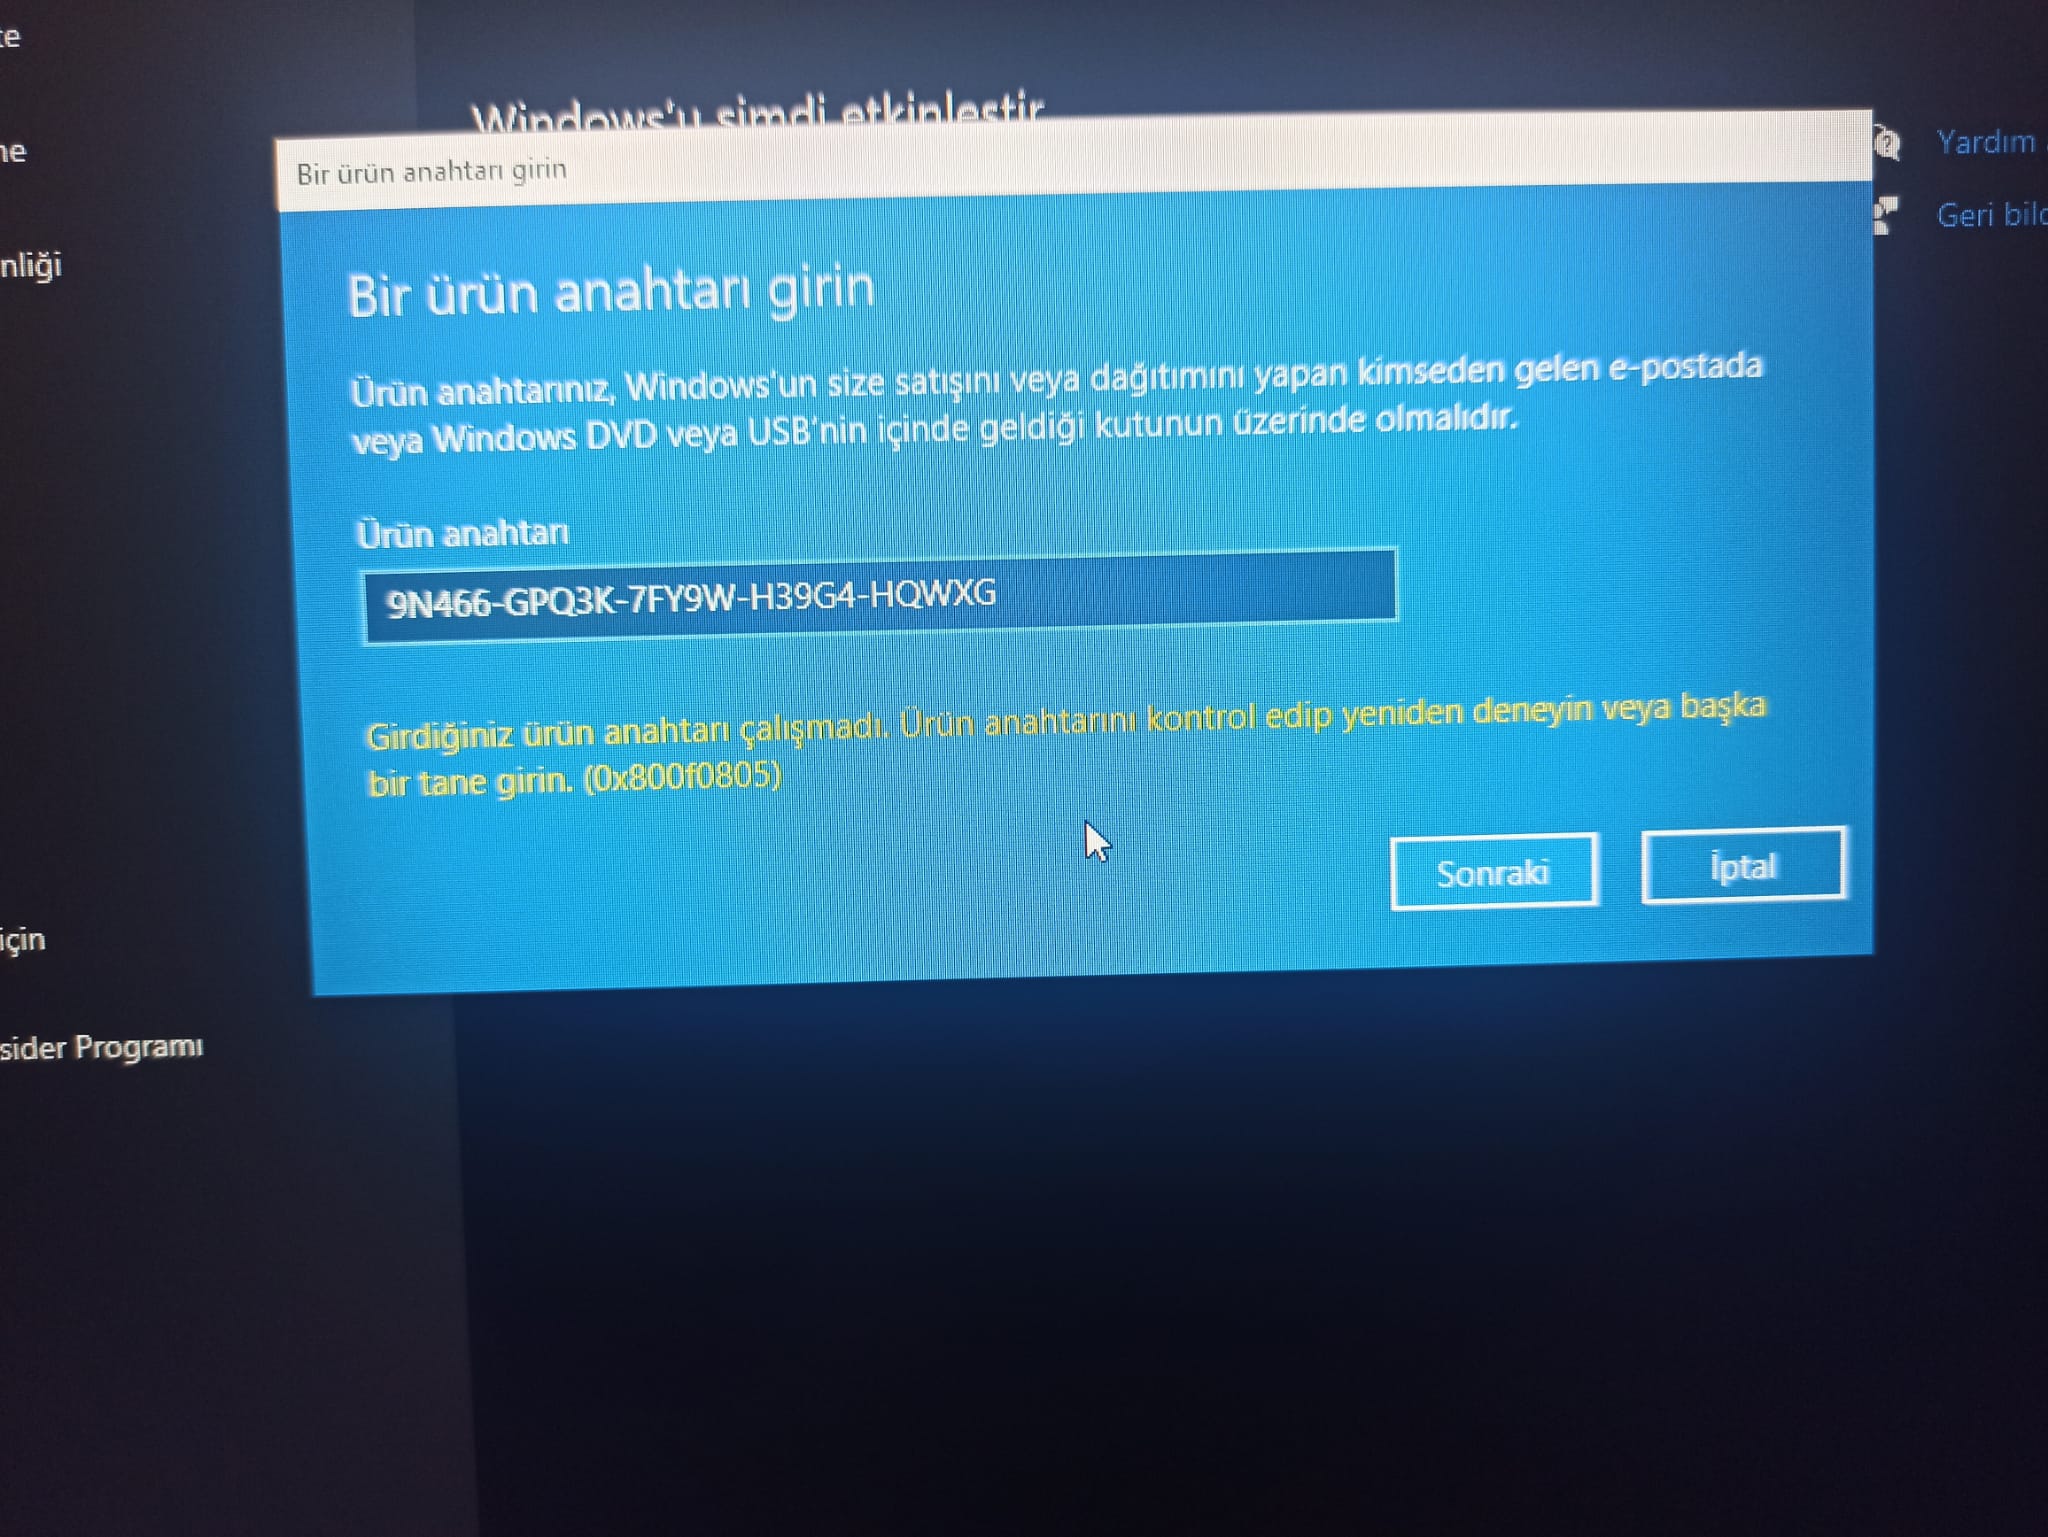 Windows'u şimdi etkinleştir
Bir ürün anahtarı girin
Yardım
Geri
nliği
Bir ürün anahtarı girin
Ürün anahtarınız, Windows'un size satışını veya dağıtımını yapan kimseden gelen e-postada
veya Windows DVD veya USB'nin içinde geldiği kutunun üzerinde olmalıdır.
Ürün anahtarı
9N466-GPQ3K-7FY9W-H39G4-HQWXG
Girdiğiniz ürün anahtarı çalışmadı. Ürün anahtarını kontrol edip yeniden deneyin veya başka
bir tane girin. (0x800f0805)
Sonraki
İptal
için
sider Programı